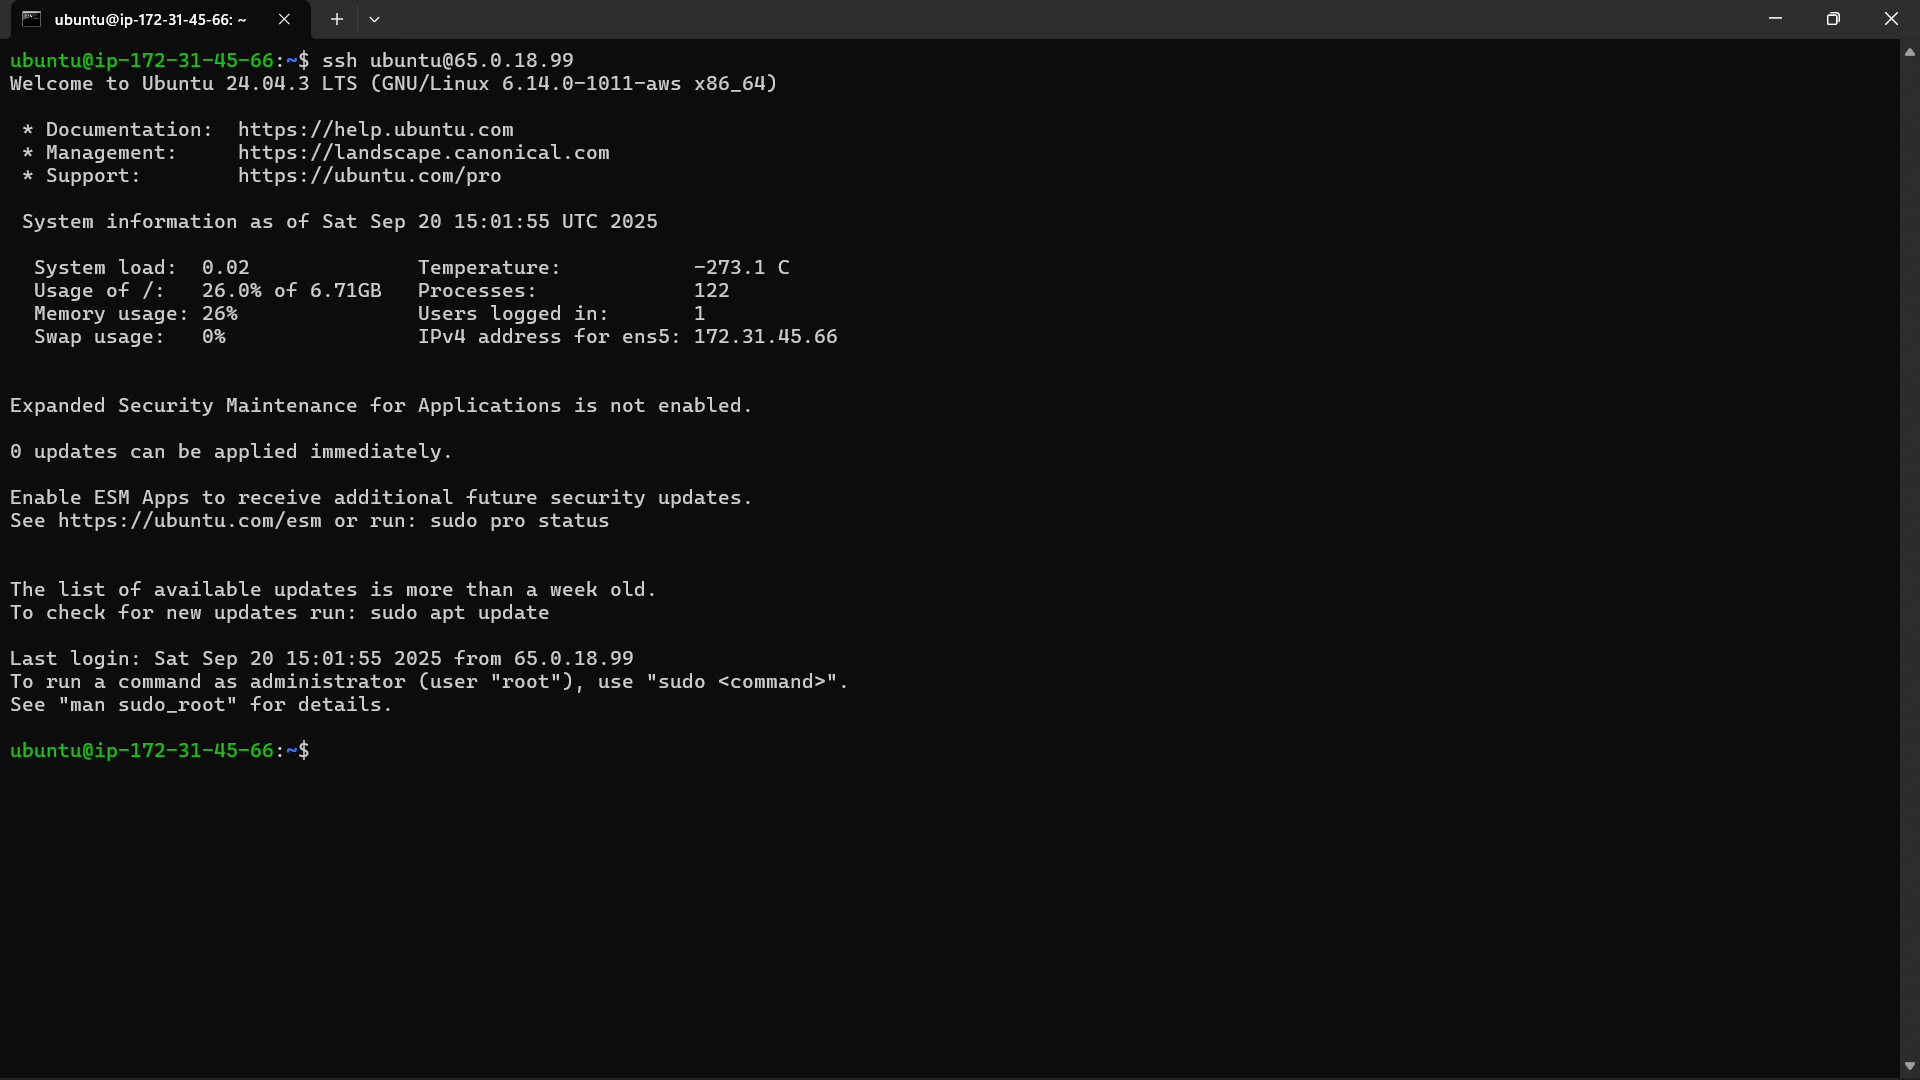 ubuntu@ip-172-31-45-66: ~
ubuntu@ip-172-31-45-66:~$ ssh ubuntu@65.0.18.99
Welcome to Ubuntu 24.04.3 LTS (GNU/Linux 6.14.0-1011-aws x86_64)
* Documentation:  https://help.ubuntu.com
* Management:     https://landscape.canonical.com
* Support:        https://ubuntu.com/pro
System information as of Sat Sep 20 15:01:55 UTC 2025
System load:  0.02              Temperature:           -273.1 C
Usage of /:   26.0% of 6.71GB   Processes:             122
Memory usage: 26%               Users logged in:       1
Swap usage:   0%                IPv4 address for ens5: 172.31.45.66
Expanded Security Maintenance for Applications is not enabled.
0 updates can be applied immediately.
Enable ESM Apps to receive additional future security updates.
See https://ubuntu.com/esm or run: sudo pro status
The list of available updates is more than a week old.
To check for new updates run: sudo apt update
Last login: Sat Sep 20 15:01:55 2025 from 65.0.18.99
To run a command as administrator (user "root"), use "sudo <command>".
See "man sudo_root" for details.
ubuntu@ip-172-31-45-66:~$